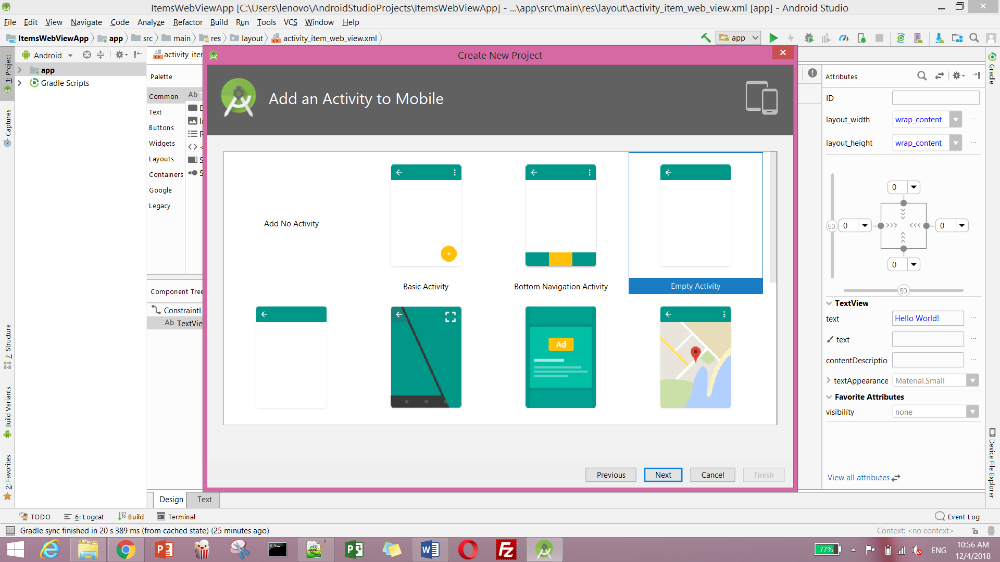 ItemsWebViewApp [C:\Users\lenovo\AndroidStudioProjects\ItemsWebViewApp] - ...\app\src\main\res\layout\activity_item_web_view.xml [app] - Android Studio
File Edit View Navigate Code Analyze Refactor Build Run Tools VCS Window Help
ItemsWebViewApp app src main res layout activity_item_web_view.xml
app
1: Project
Captures
7: Structure
Build Variants
2: Favorites
Android
app
Gradle Scripts
activity_ite
Palette
Common
Text
Buttons
Widgets
Layouts
Containers
Google
Legacy
Ab
Component Tree
ConstraintL
Ab TextVie
Create New Project
Add an Activity to Mobile
Add No Activity
Basic Activity
Bottom Navigation Activity
Empty Activity
Ad
Previous
Next
Cancel
Finish
Attributes
ID
layout_width wrap_content
layout_height wrap_content
0
50 0 0
0
50
TextView
text Hello World!
text
contentDescriptio
textAppearance Material.Small
Favorite Attributes
visibility none
View all attributes
Gradle
Device File Explorer
Design Text
TODO 6: Logcat Build Terminal Event Log
Gradle sync finished in 20 s 389 ms (from cached state) (25 minutes ago) Context: <no context>
77% ENG 10:56 AM
12/4/2018